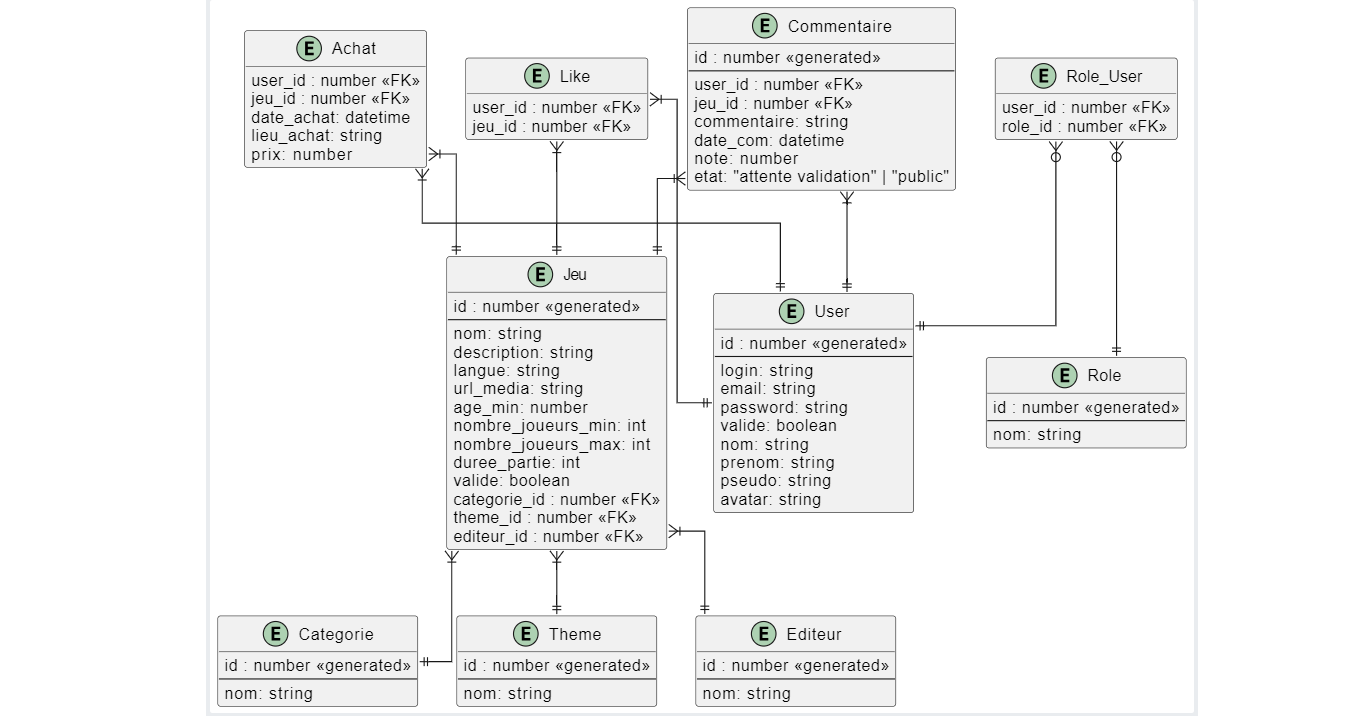 E Achat
user_id : number «FK»
jeu_id : number «FK»
date_achat: datetime
lieu_achat: string
prix: number
E Like
user_id : number «FK»
jeu_id : number «FK»
E Commentaire
id : number «generated»
user_id : number «FK»
jeu_id : number «FK»
commentaire: string
date_com: datetime
note: number
etat: "attente validation" | "public"
E Role_User
user_id : number «FK»
role_id : number «FK»
E Jeu
id : number «generated»
nom: string
description: string
langue: string
url_media: string
age_min: number
nombre_joueurs_min: int
nombre_joueurs_max: int
duree_partie: int
valide: boolean
categorie_id : number «FK»
theme_id : number «FK»
editeur_id : number «FK»
E User
id : number «generated»
login: string
email: string
password: string
valide: boolean
nom: string
prenom: string
pseudo: string
avatar: string
E Role
id : number «generated»
nom: string
E Categorie
id : number «generated»
nom: string
E Theme
id : number «generated»
nom: string
E Editeur
id : number «generated»
nom: string